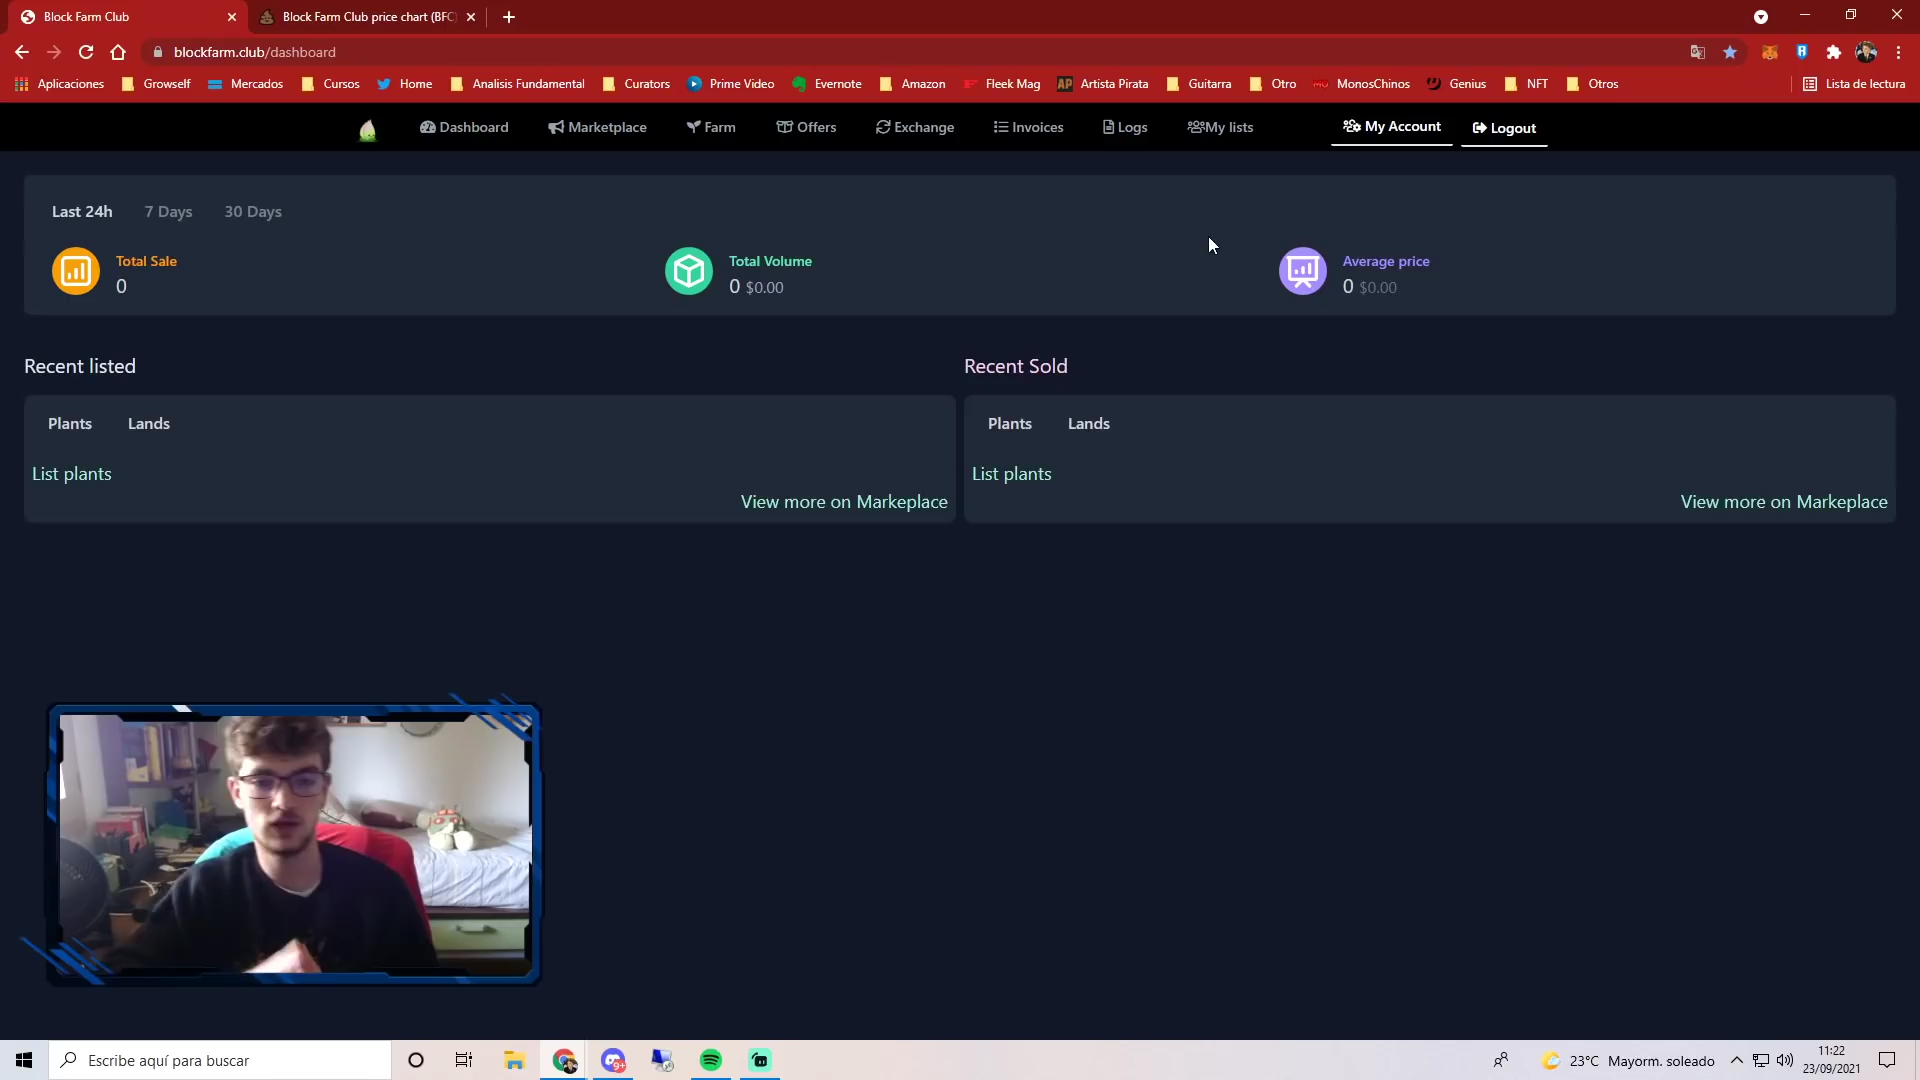 Block Farm Club
Block Farm Club price chart (BFC)
blockfarm.club/dashboard
Aplicaciones
Growself
Mercados
Cursos
Home
Analisis Fundamental
Curators
Prime Video
Evernote
Amazon
Fleek Mag
AP
Artista Pirata
Guitarra
Otro
MonosChinos
Genius
NFT
Otros
Lista de lectura
Dashboard
Marketplace
Farm
Offers
Exchange
Invoices
Logs
My lists
My Account
Logout
Last 24h
7 Days
30 Days
Total Sale
0
Total Volume
0 $0.00
Average price
0 $0.00
Recent listed
Recent Sold
Plants
Lands
List plants
View more on Markeplace
Plants
Lands
List plants
View more on Markeplace
Escribe aquí para buscar
9+
23°C Mayorm. soleado
11:22
23/09/2021